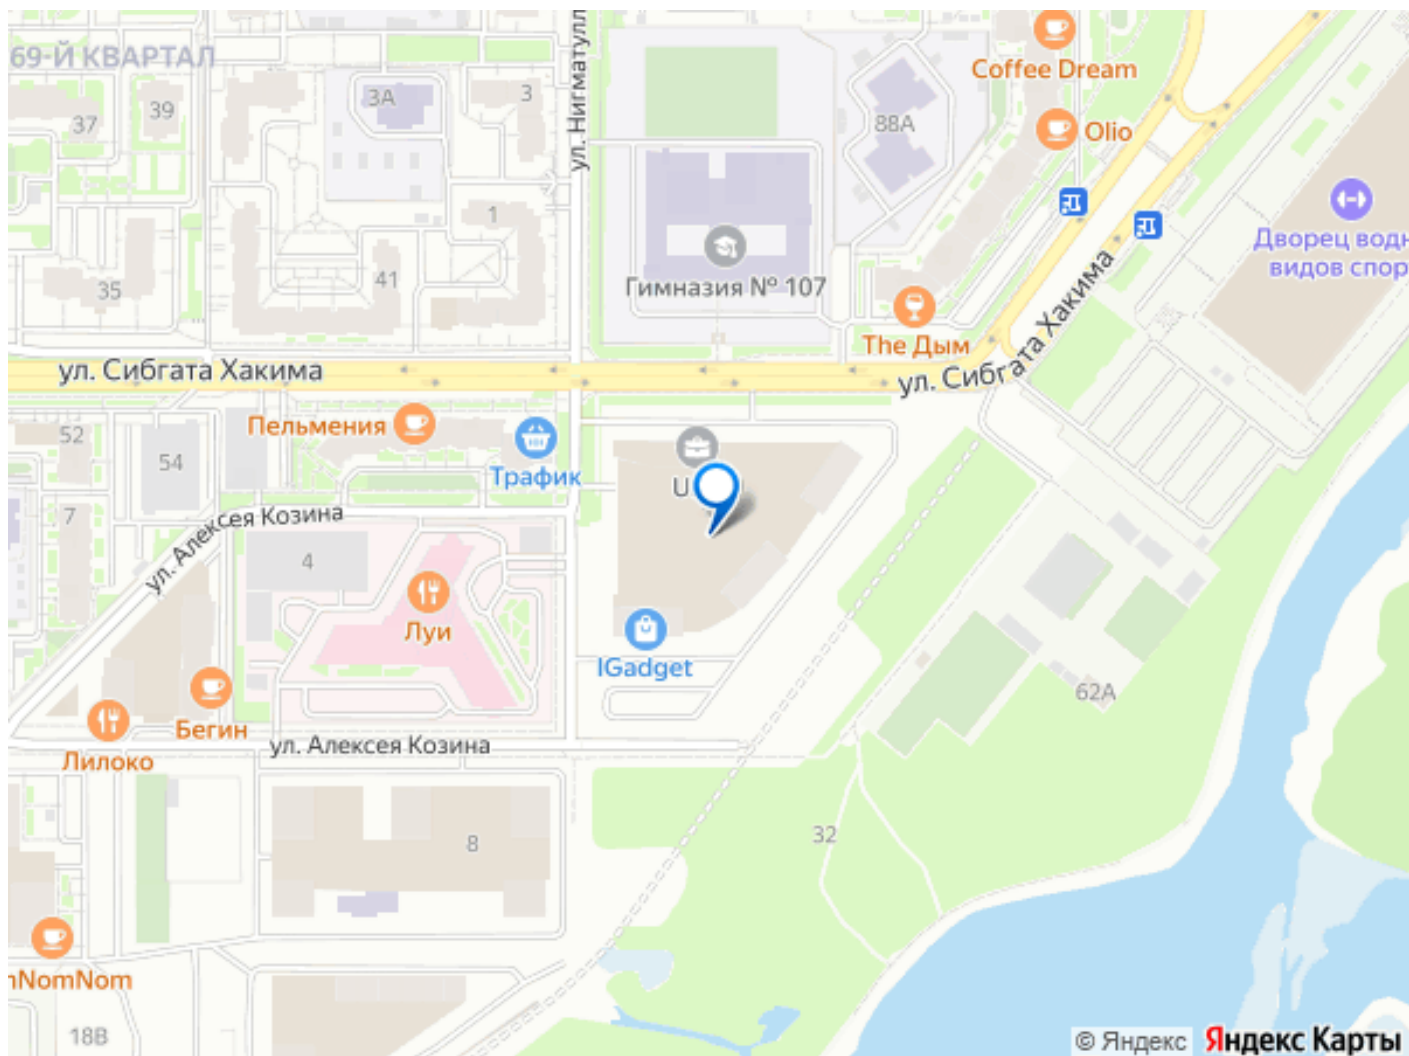 69-Й КВАРТАЛ
37
39
3А
3
ул. Нигматулл
88А
Coffee Dream
Olio
Дворец водн
видов спор
35
41
1
Гимназия № 107
The Дым
ул. Сибгата Хакима
ул. Сибгата Хакима
52
54
Пельмения
Трафик
U
7
ул. Алексея Козина
4
Луи
IGadget
62А
Бегин
Лилоко
ул. Алексея Козина
8
32
nNomNom
18В
© Яндекс Яндекс Карты